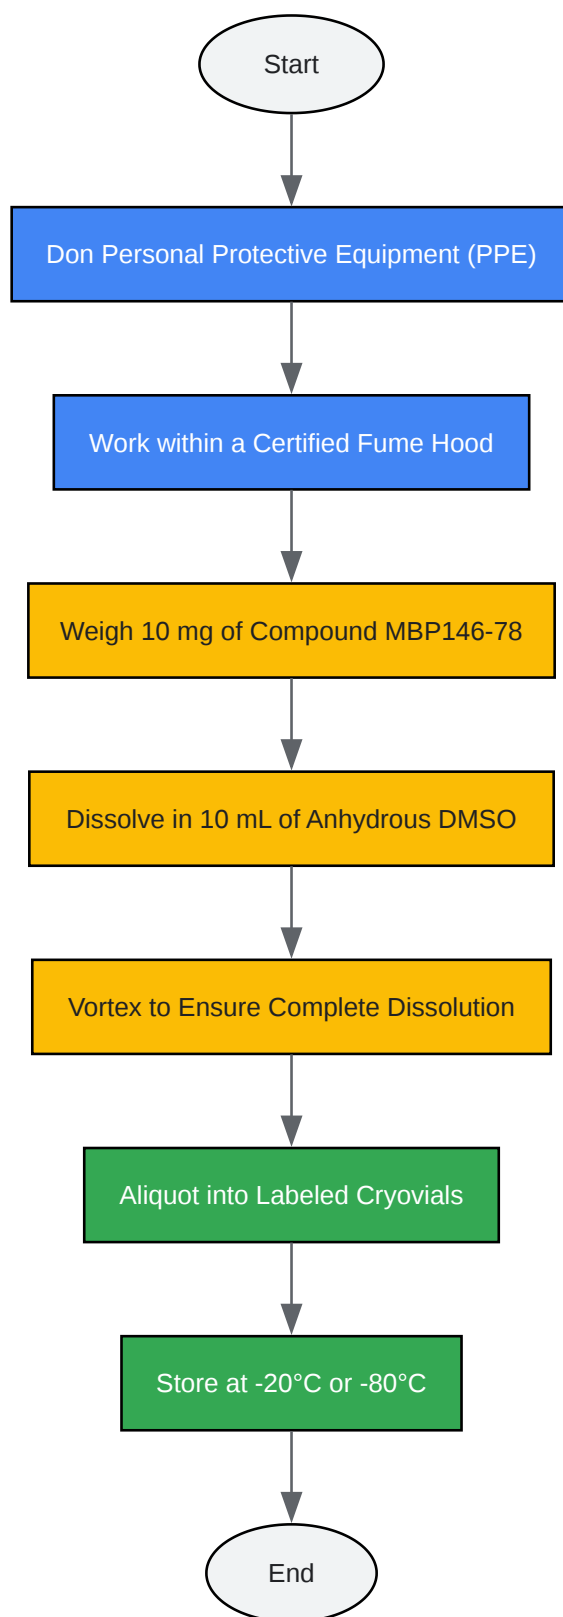 Start
Don Personal Protective Equipment (PPE)
Work within a Certified Fume Hood
Weigh 10 mg of Compound MBP146-78
Dissolve in 10 mL of Anhydrous DMSO
Vortex to Ensure Complete Dissolution
Aliquot into Labeled Cryovials
Store at -20°C or -80°C
End